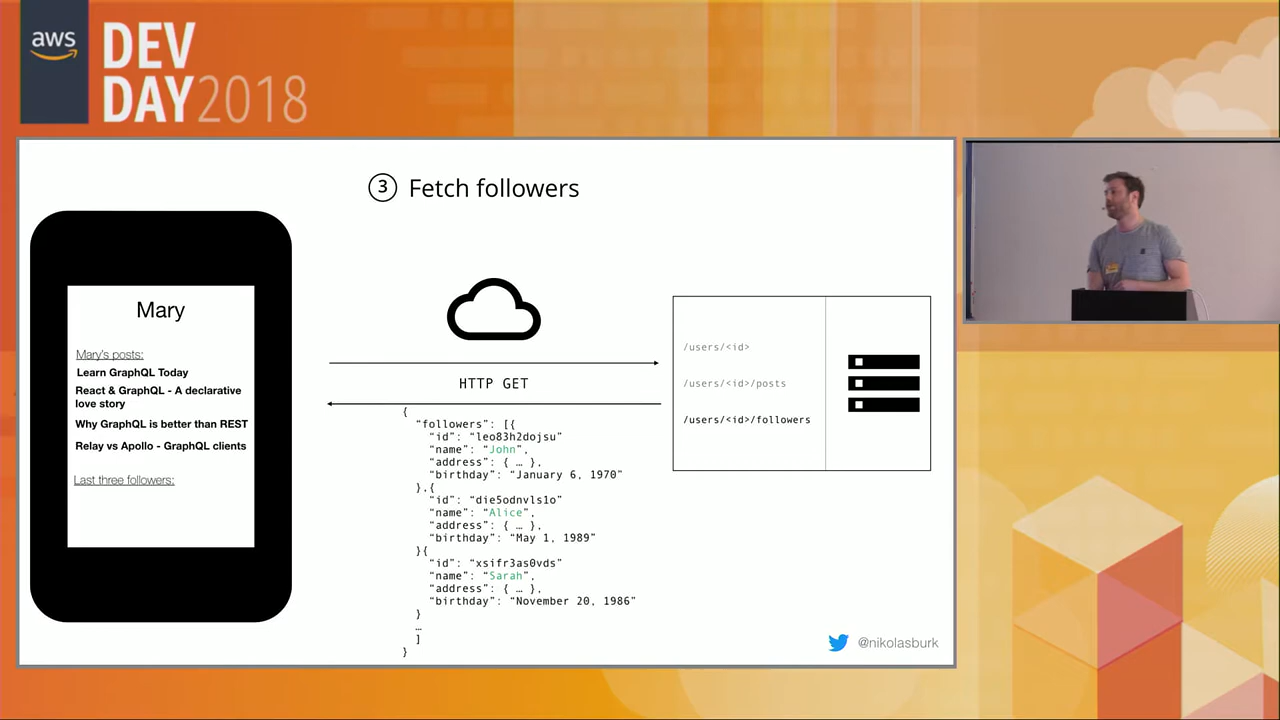 aws
DEV
DAY2018
3 Fetch followers
Mary
Mary's posts:
Learn GraphQL Today
React & GraphQL - A declarative
love story
Why GraphQL is better than REST
Relay vs Apollo - GraphQL clients
Last three followers:
HTTP GET
{
"followers": [{
"id": "leo83h2dojsu"
"name": "John",
"address": { … },
"birthday": "January 6, 1970"
},{
"id": "die5odnvls1o"
"name": "Alice",
"address": { … },
"birthday": "May 1, 1989"
}{
"id": "xsifr3as0vds"
"name": "Sarah",
"address": { … },
"birthday": "November 20, 1986"
}
…
]
}
/users/<id>
/users/<id>/posts
/users/<id>/followers
@nikolasburk